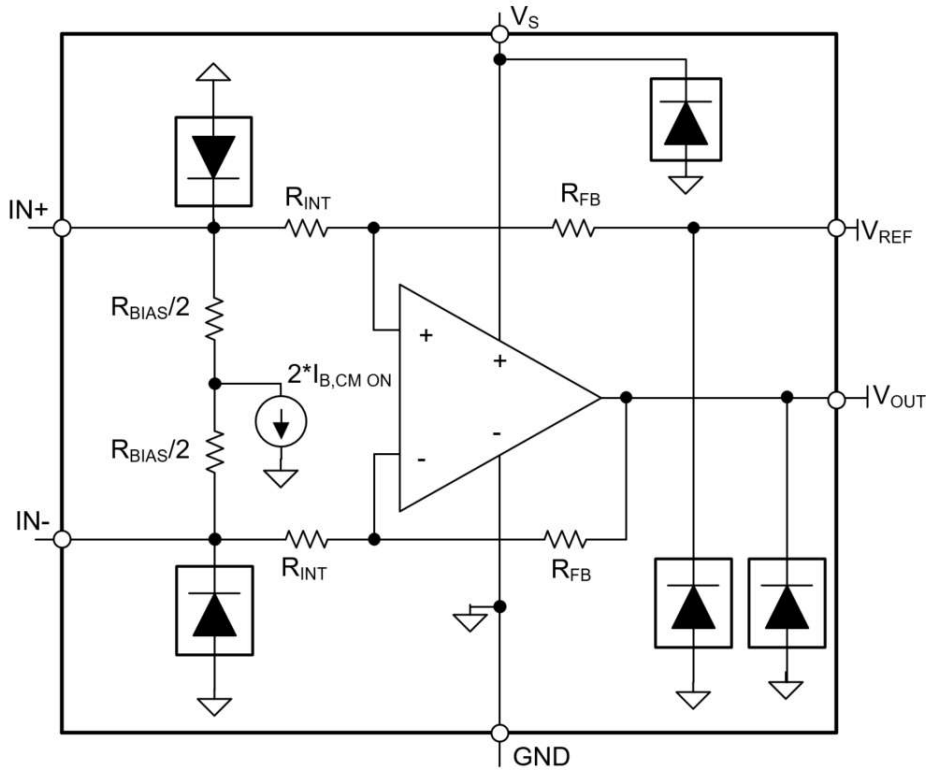 VS
IN+
RINT
RFB
VREF
RBIAS/2
2*IB,CM ON
+
+
VOUT
RBIAS/2
-
-
IN-
RINT
RFB
GND